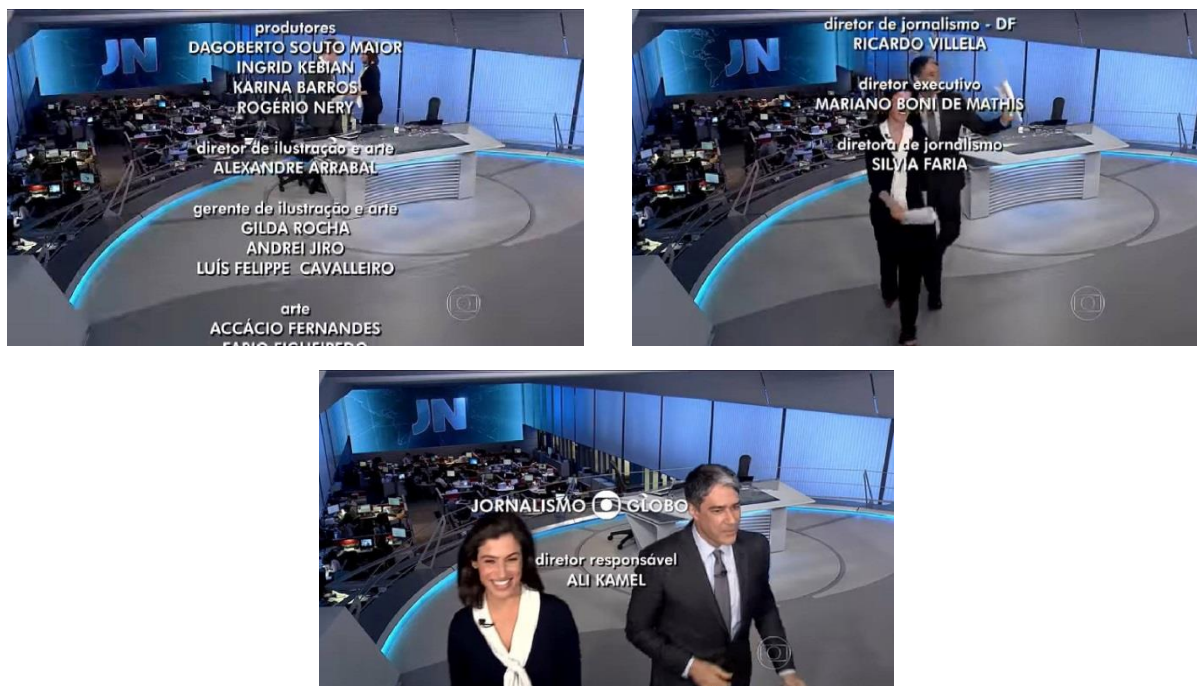 JN
produtores
DAGOBERTO SOUTO MAIOR
INGRID KEBIAN
KARINA BARROS
ROGÉRIO NERY
diretor de ilustração e arte
ALEXANDRE ARRABAL
gerente de ilustração e arte
GILDA ROCHA
ANDREI JIRO
LUÍS FELIPPE CAVALLEIRO
arte
ACCÁCIO FERNANDES
FABIO FIGUEIREDO
JN
diretor de jornalismo - DF
RICARDO VILLELA
diretor executivo
MARIANO BONI DE MATHIS
diretora de jornalismo
SILVIA FARIA
JN
JORNALISMO GLOBO
diretor responsável
ALI KAMEL